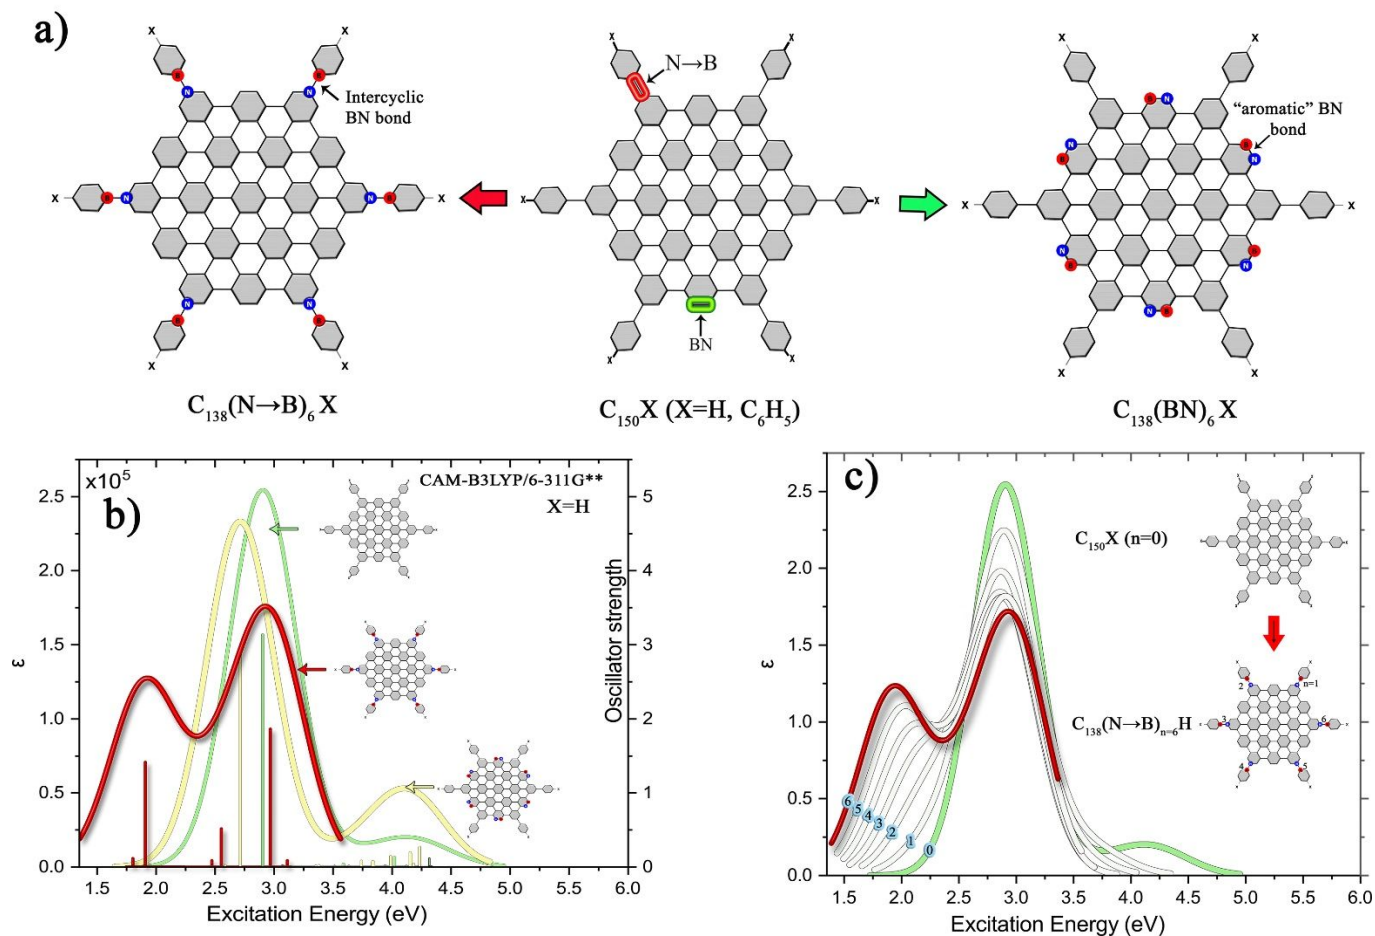 a)
X X
B B
N N
Intercyclic
BN bond
X B N N B X
N N
B B
X X
C₁₃₈(N→B)₆ X
X X
N→B
X X
BN
X X
C₁₅₀X (X=H, C₆H₅)
X X
B N
"aromatic" BN
bond
N B
B N
X X
N B
B N
N B
X X
C₁₃₈(BN)₆ X
b)
x10⁵
CAM-B3LYP/6-311G**
X=H
2.5
2.0
1.5
1.0
0.5
0.0
ε
5
4
3
2
1
0
Oscillator strength
1.5 2.0 2.5 3.0 3.5 4.0 4.5 5.0 5.5 6.0
Excitation Energy (eV)
c)
2.5
2.0
1.5
1.0
0.5
0.0
ε
C₁₅₀X (n=0)
C₁₃₈(N→B)ₙ₌₆H
2 n=1
3 6
4 5
6 5 4 3 2 1 0
1.5 2.0 2.5 3.0 3.5 4.0 4.5 5.0 5.5 6.0
Excitation Energy (eV)